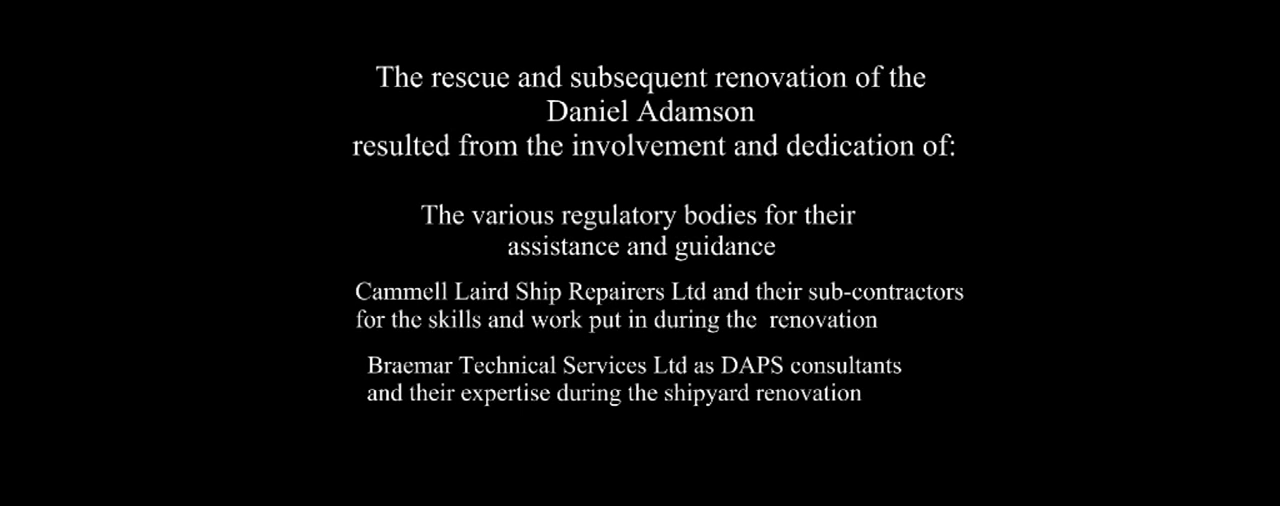 The rescue and subsequent renovation of the
Daniel Adamson
resulted from the involvement and dedication of:
The various regulatory bodies for their
assistance and guidance
Cammell Laird Ship Repairers Ltd and their sub-contractors
for the skills and work put in during the renovation
Braemar Technical Services Ltd as DAPS consultants
and their expertise during the shipyard renovation